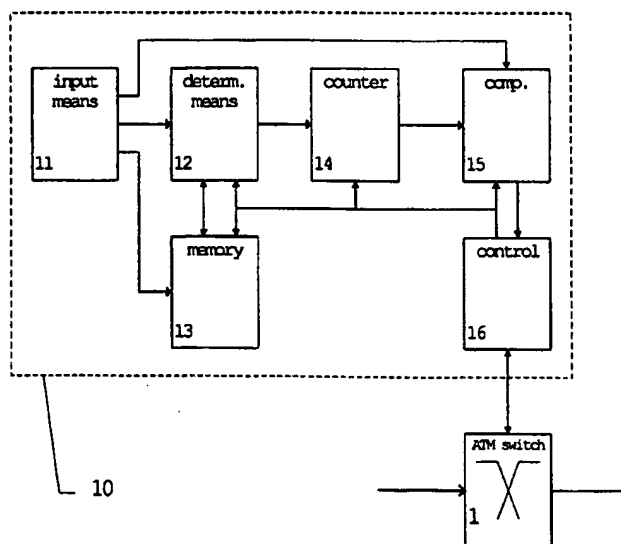 input
means
11
determ.
means
12
counter
14
comp.
15
memory
13
control
16
ATM switch
1
10